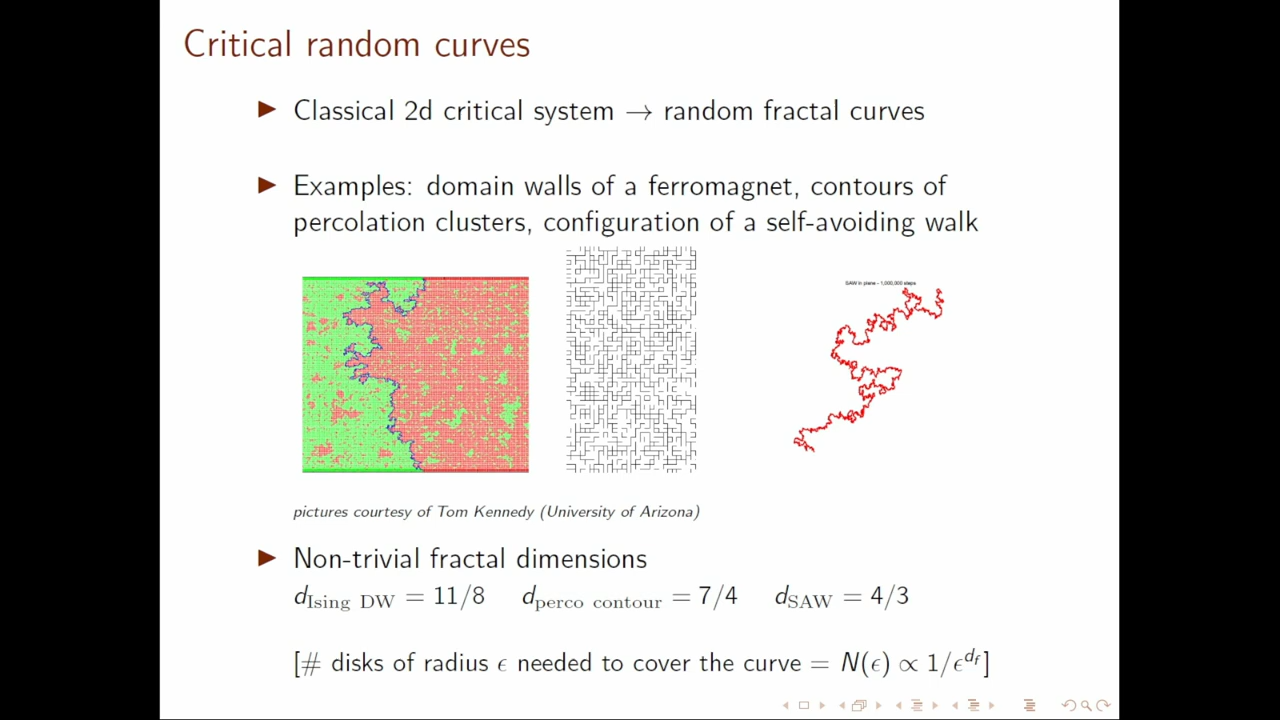 Critical random curves
▶ Classical 2d critical system → random fractal curves
▶ Examples: domain walls of a ferromagnet, contours of
percolation clusters, configuration of a self-avoiding walk
SAW in plane - 1,000,000 steps
pictures courtesy of Tom Kennedy (University of Arizona)
▶ Non-trivial fractal dimensions
d_Ising DW = 11/8 d_perco contour = 7/4 d_SAW = 4/3
[# disks of radius ϵ needed to cover the curve = N(ϵ) ∝ 1/ϵ^{d_f}]